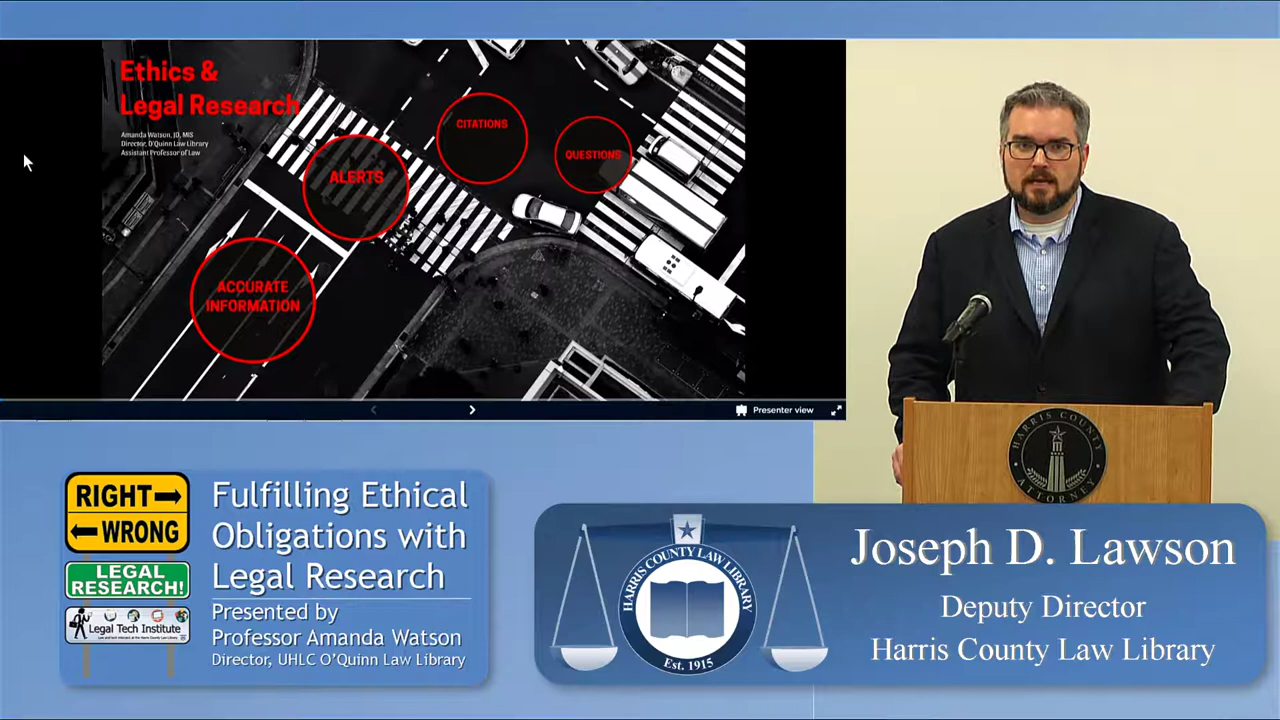 Ethics &
Legal Research
Amanda Watson, JD, MIS
Director, O'Quinn Law Library
Assistant Professor of Law
CITATIONS
QUESTIONS
ALERTS
ACCURATE
INFORMATION
Presenter view
HARRIS COUNTY
ATTORNEY
RIGHT
WRONG
LEGAL
RESEARCH!
Legal Tech Institute
Fulfilling Ethical
Obligations with
Legal Research
Presented by
Professor Amanda Watson
Director, UHLC O'Quinn Law Library
HARRIS COUNTY LAW LIBRARY
Est. 1915
Joseph D. Lawson
Deputy Director
Harris County Law Library